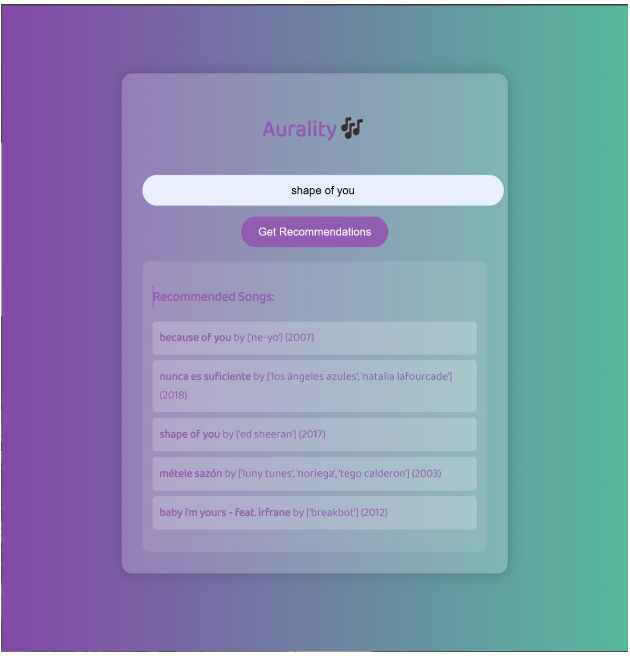 Aurality 🎶
shape of you
Get Recommendations
Recommended Songs:
because of you by ['ne-yo'] (2007)
nunca es suficiente by ['los ángeles azules', 'natalia lafourcade']
(2018)
shape of you by ['ed sheeran'] (2017)
métele sazón by ['luny tunes', 'noriega', 'tego calderon'] (2003)
baby i'm yours - feat. irfrane by ['breakbot'] (2012)